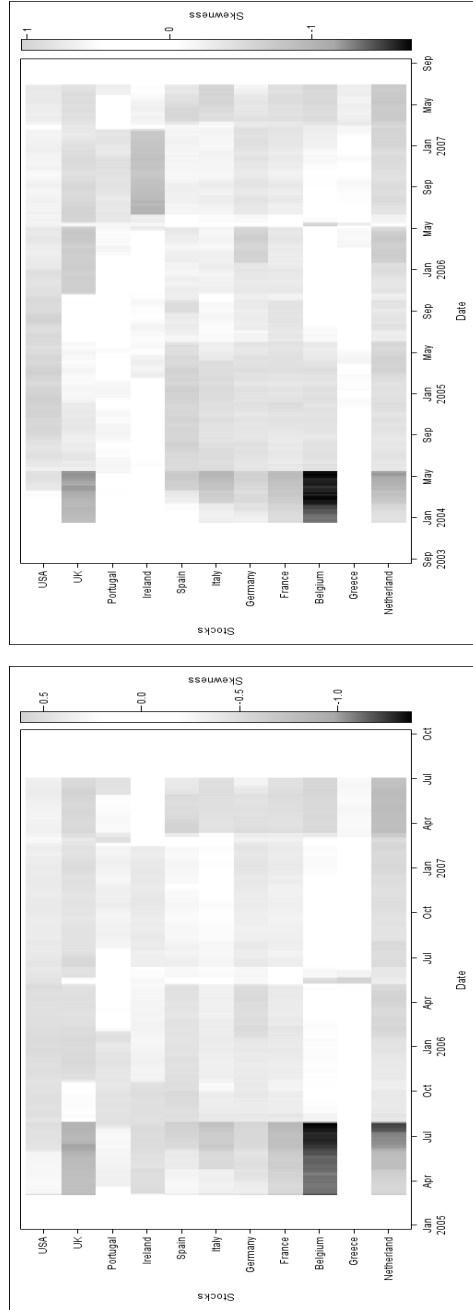 Skewness
1
0
-1
Stocks
USA
UK
Portugal
Ireland
Spain
Italy
Germany
France
Belgium
Greece
Netherland
Sep Jan May Sep Jan May Sep Jan May Sep Jan May Sep
2003 2004 2005 2006 2007
Date
Skewness
0.5
0.0
-0.5
-1.0
Stocks
USA
UK
Portugal
Ireland
Spain
Italy
Germany
France
Belgium
Greece
Netherland
Jan Apr Jul Oct Jan Apr Jul Oct Jan Apr Jul Oct
2005 2006 2007
Date